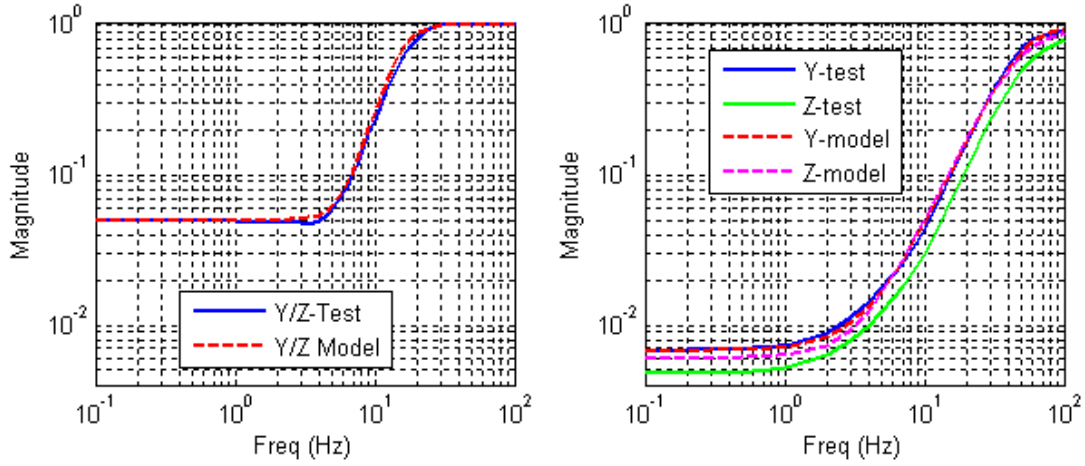 10^0
10^-1
10^-2
Magnitude
Y/Z-Test
Y/Z Model
10^-1
10^0
10^1
10^2
Freq (Hz)
10^0
10^-1
10^-2
Magnitude
Y-test
Z-test
Y-model
Z-model
10^-1
10^0
10^1
10^2
Freq (Hz)